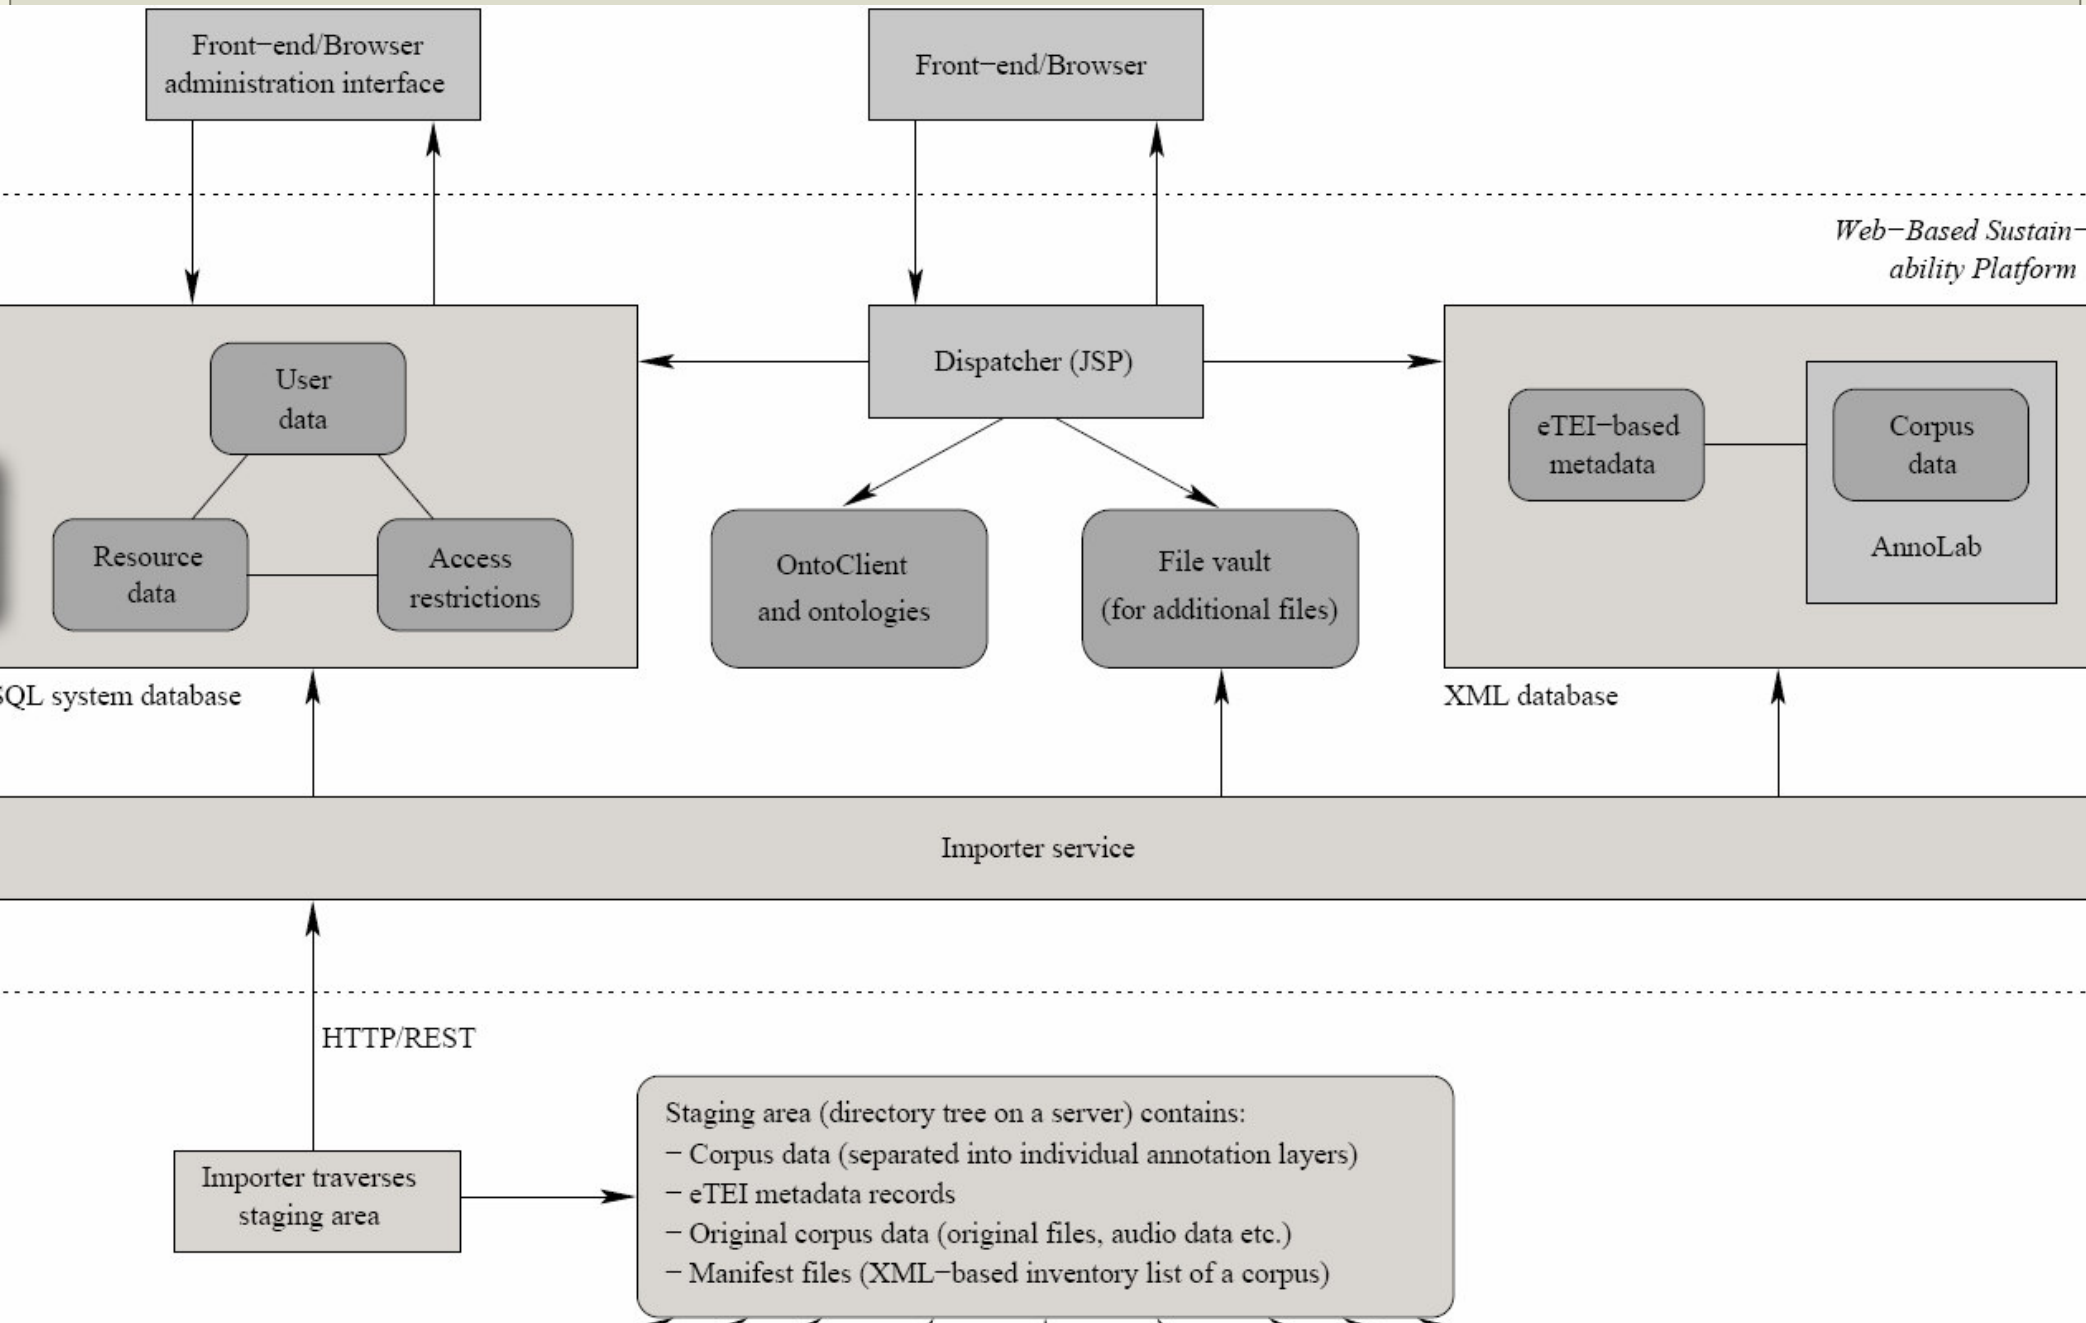 Front−end/Browser
administration interface
Front−end/Browser
Web−Based Sustain−
ability Platform
User
data
Resource
data
Access
restrictions
Dispatcher (JSP)
OntoClient
and ontologies
File vault
(for additional files)
eTEI−based
metadata
Corpus
data
AnnoLab
SQL system database
XML database
Importer service
HTTP/REST
Importer traverses
staging area
Staging area (directory tree on a server) contains:
− Corpus data (separated into individual annotation layers)
− eTEI metadata records
− Original corpus data (original files, audio data etc.)
− Manifest files (XML−based inventory list of a corpus)